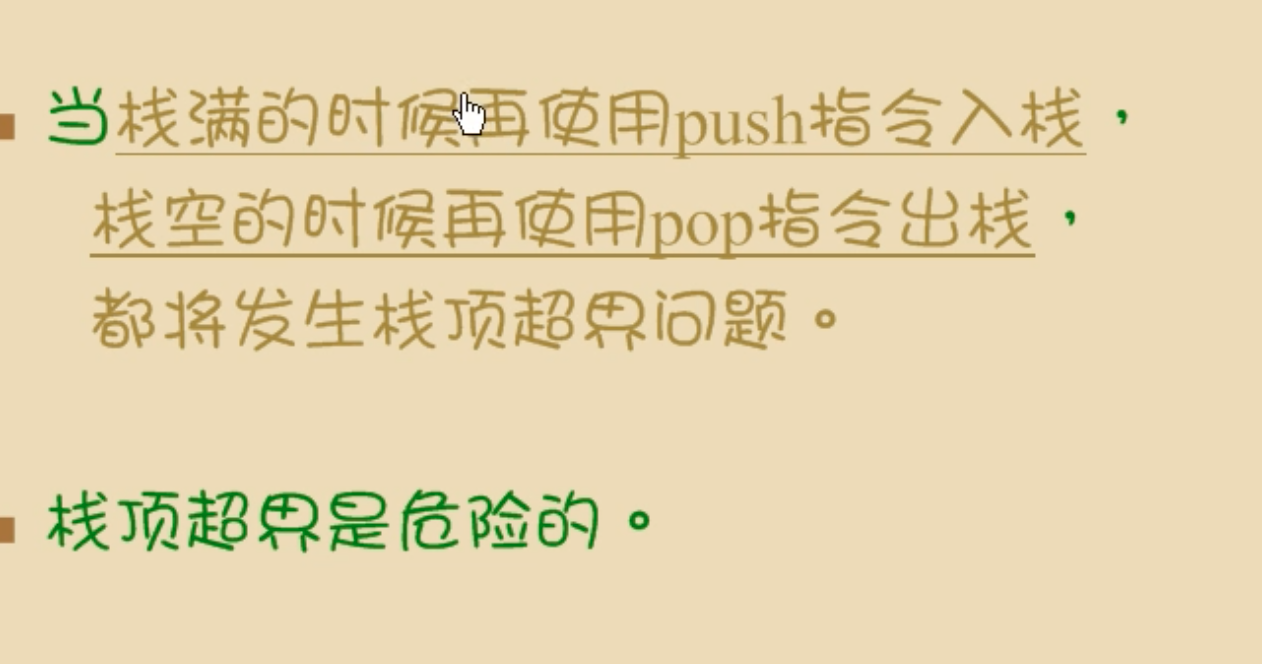 当栈满的时候再使用push指令入栈，
栈空的时候再使用pop指令出栈，
都将发生栈顶超界问题。
栈顶超界是危险的。